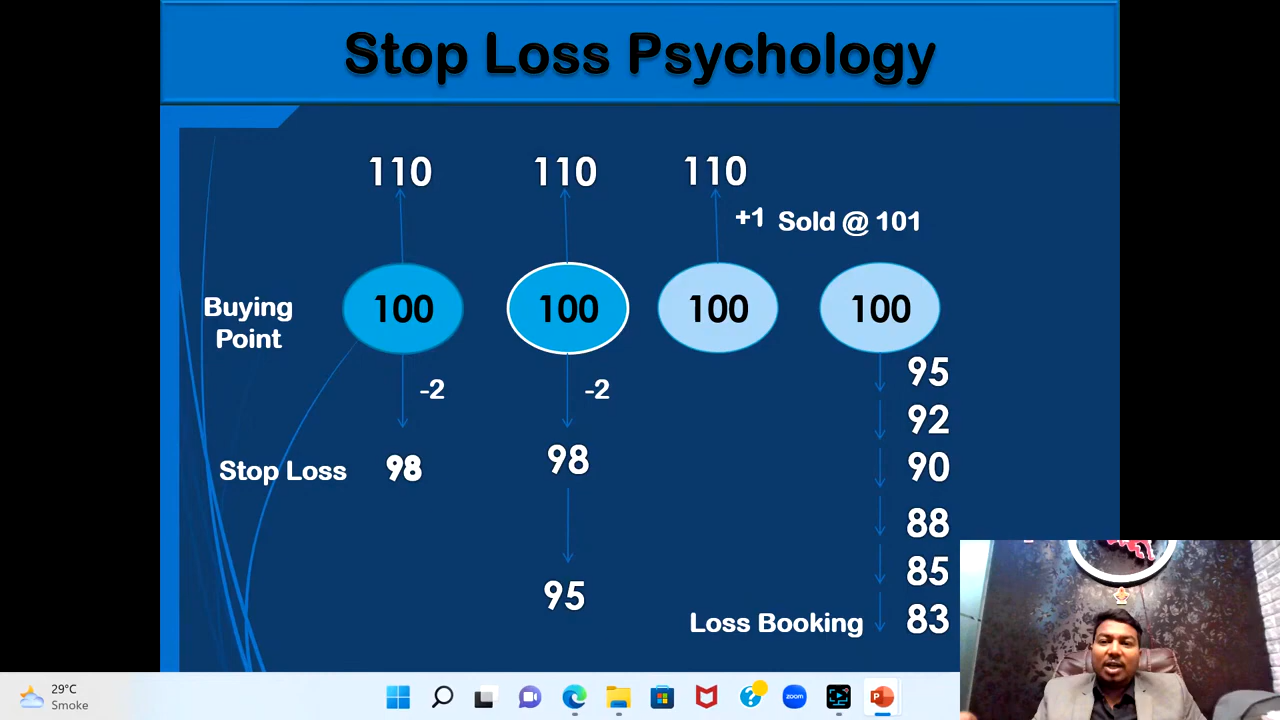 Stop Loss Psychology
110 110 110
+1 Sold @ 101
Buying
Point
100 100 100 100
95
-2 -2
92
Stop Loss 98 98 90
88
85
95
Loss Booking 83
29°C
Smoke
zoom